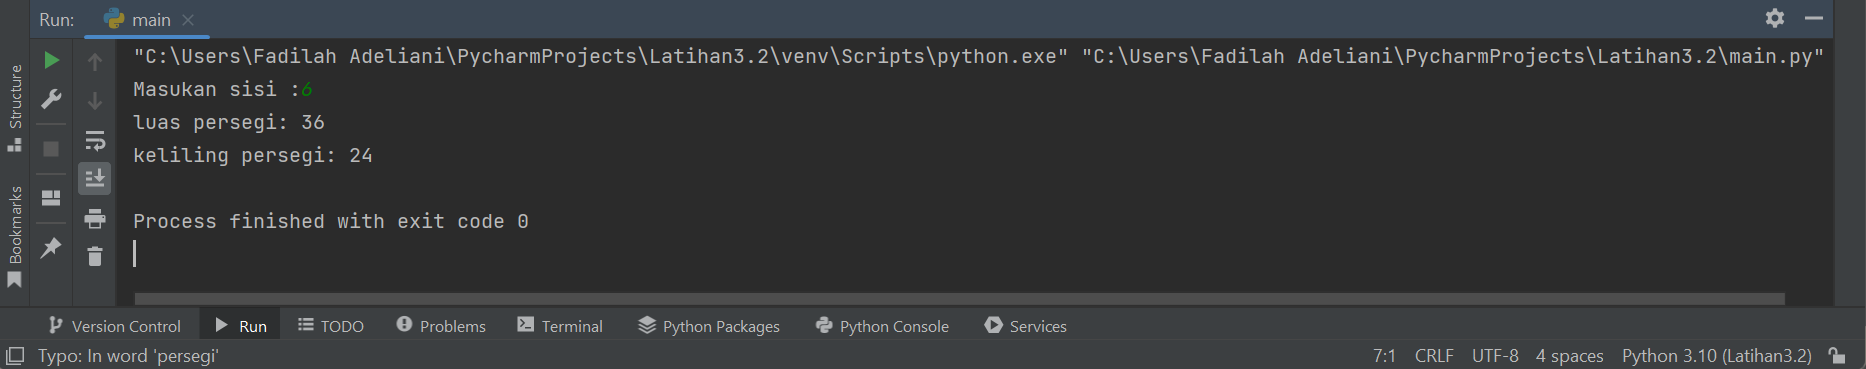 Run: main
"C:\Users\Fadilah Adeliani\PycharmProjects\Latihan3.2\venv\Scripts\python.exe" "C:\Users\Fadilah Adeliani\PycharmProjects\Latihan3.2\main.py"
Masukan sisi :6
luas persegi: 36
keliling persegi: 24
Process finished with exit code 0
Structure
Bookmarks
Version Control Run TODO Problems Terminal Python Packages Python Console Services
Typo: In word 'persegi' 7:1 CRLF UTF-8 4 spaces Python 3.10 (Latihan3.2)